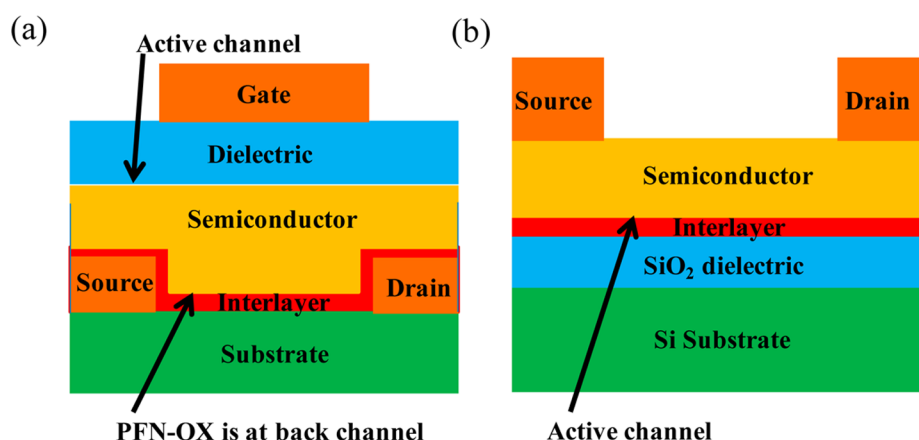 (a)
Active channel
Gate
Dielectric
Semiconductor
Source
Drain
Interlayer
Substrate
PFN-OX is at back channel
(b)
Source
Drain
Semiconductor
Interlayer
SiO₂ dielectric
Si Substrate
Active channel